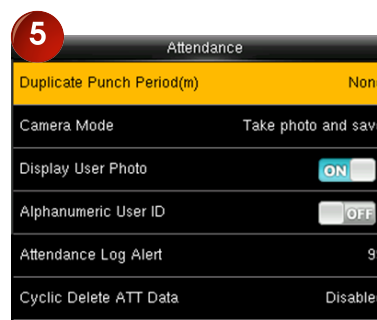 5
Attendance
Duplicate Punch Period(m) Non
Camera Mode Take photo and sav
Display User Photo ON
Alphanumeric User ID OFF
Attendance Log Alert 9
Cyclic Delete ATT Data Disable